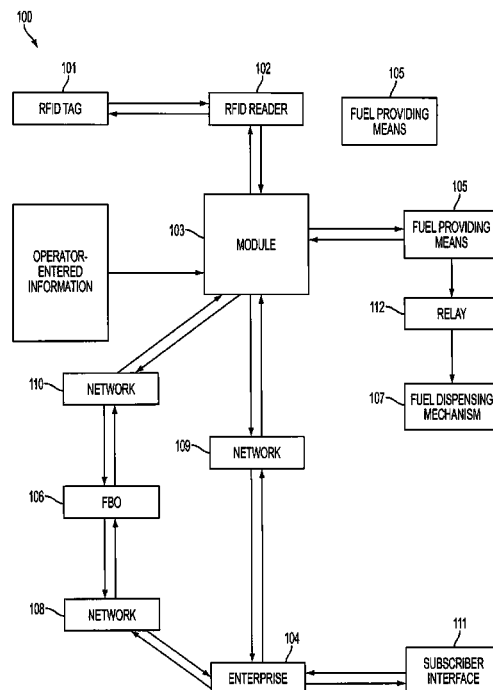 100
101
RFID TAG
102
RFID READER
105
FUEL PROVIDING
MEANS
OPERATOR-
ENTERED
INFORMATION
103
MODULE
105
FUEL PROVIDING
MEANS
112
RELAY
107
FUEL DISPENSING
MECHANISM
110
NETWORK
109
NETWORK
106
FBO
108
NETWORK
104
ENTERPRISE
111
SUBSCRIBER
INTERFACE